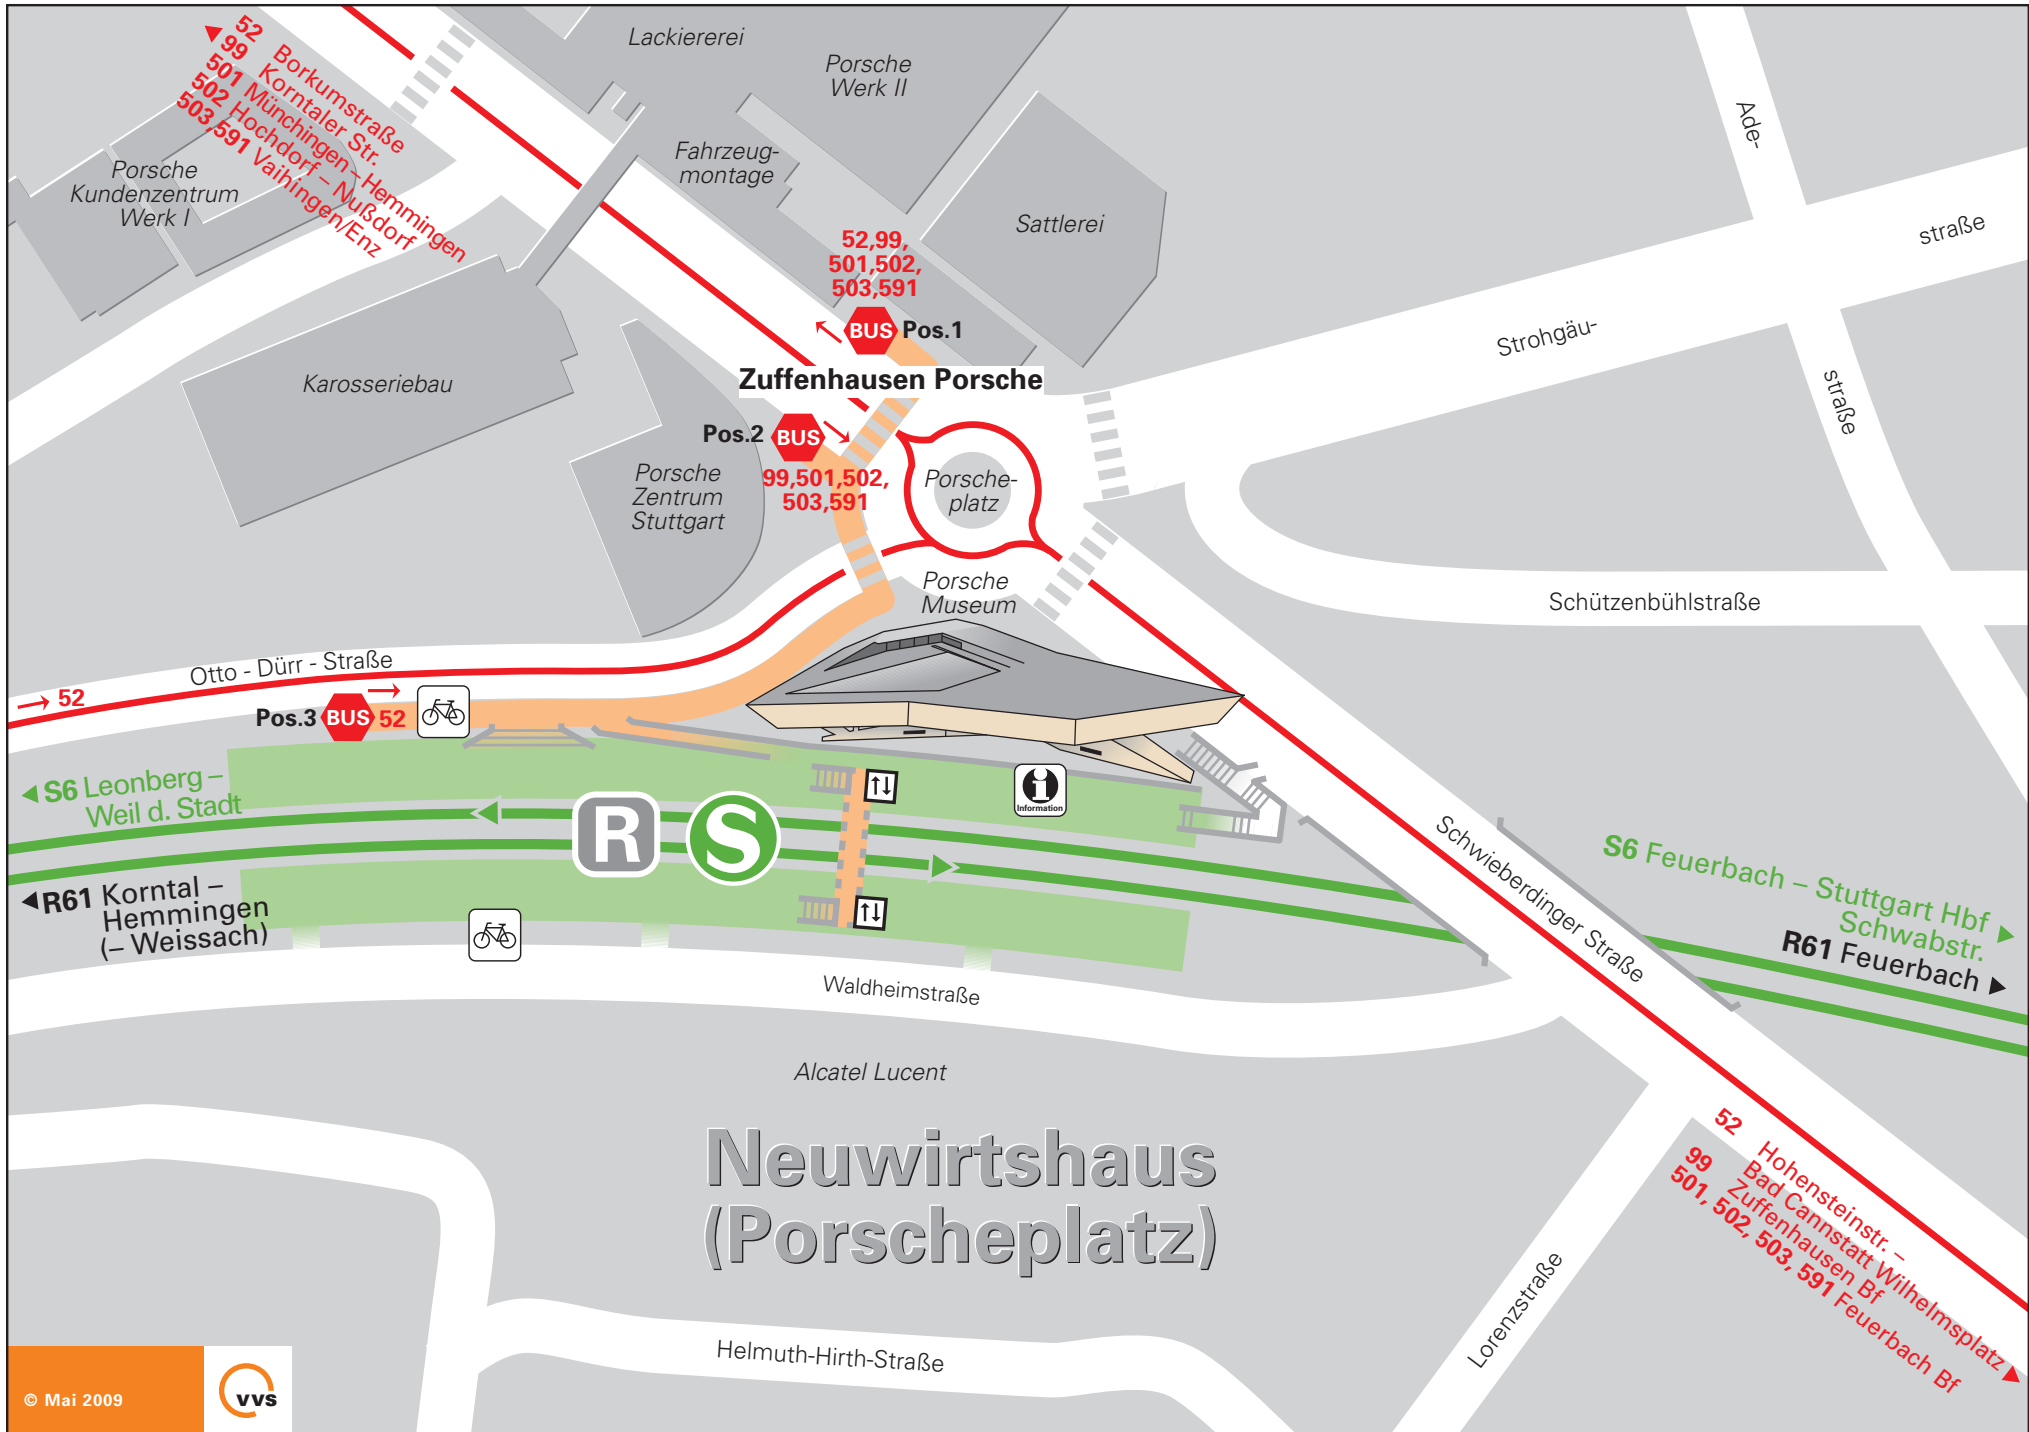 52 Borkumstraße
99 Korntaler Str.
501 Münchingen – Hemmingen
502 Hochdorf – Nußdorf
503,591 Vaihingen/Enz
Lackiererei
Porsche
Werk II
Fahrzeug-
montage
Sattlerei
Porsche
Kundenzentrum
Werk I
Karosseriebau
Ade-
straße
straße
Strohgäu-
52,99,
501,502,
503,591
BUS Pos.1
Zuffenhausen Porsche
Pos.2 BUS
99,501,502,
503,591
Porsche
Zentrum
Stuttgart
Porsche-
platz
Porsche
Museum
Schützenbühlstraße
Otto - Dürr - Straße
52
Pos.3 BUS 52
S6 Leonberg –
Weil d. Stadt
R S
Information
R61 Korntal –
Hemmingen
(– Weissach)
Schwieberdinger Straße
S6 Feuerbach – Stuttgart Hbf
Schwabstr.
R61 Feuerbach
Waldheimstraße
Alcatel Lucent
Neuwirtshaus
(Porscheplatz)
52 Hohensteinstr. –
Bad Cannstatt Wilhelmsplatz
99 Zuffenhausen Bf
501, 502, 503, 591 Feuerbach Bf
Lorenzstraße
Helmuth-Hirth-Straße
© Mai 2009
vvs